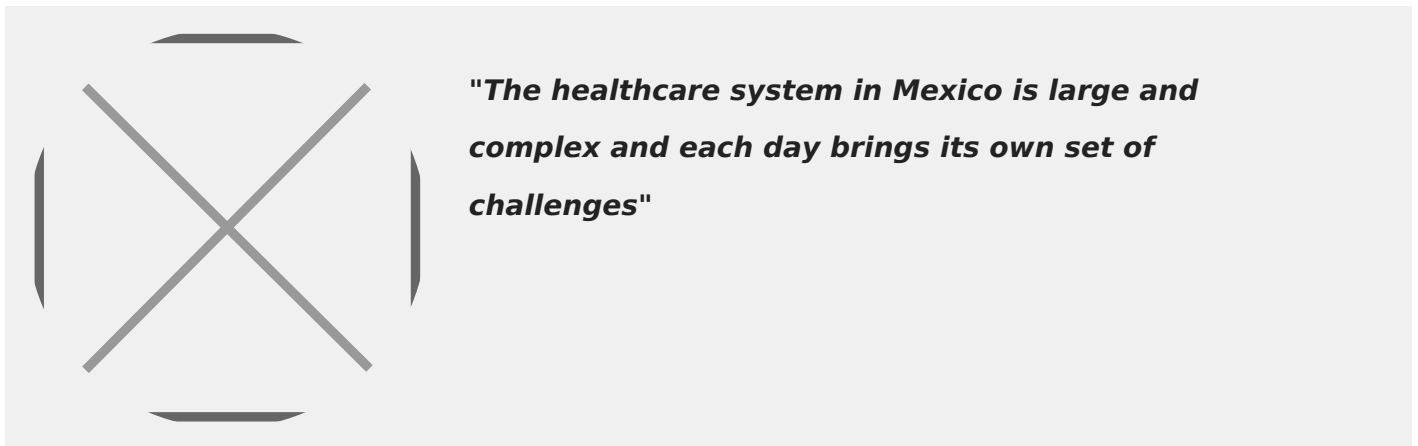 "The healthcare system in Mexico is large and
complex and each day brings its own set of
challenges"